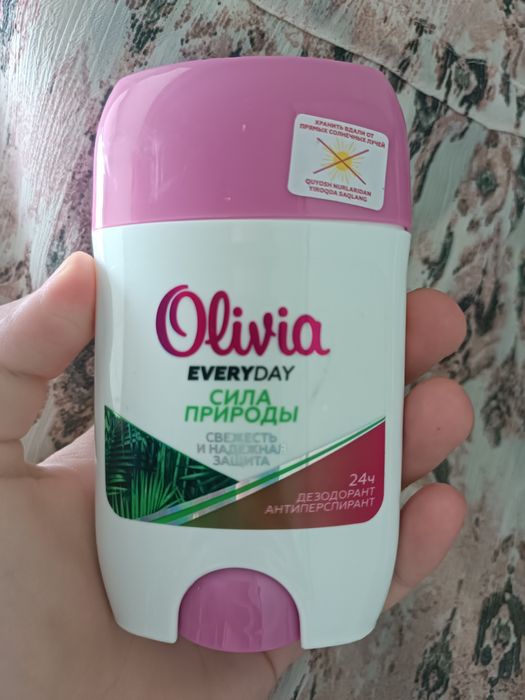 ХРАНИТЬ ВДАЛИ ОТ
ПРЯМЫХ СОЛНЕЧНЫХ ЛУЧЕЙ
QUYOSH NURLARIDAN
YIROQDA SAQLANG
Olivia
EVERYDAY
СИЛА
ПРИРОДЫ
СВЕЖЕСТЬ
И НАДЕЖНАЯ
ЗАЩИТА
24ч
ДЕЗОДОРАНТ
АНТИПЕРСПИРАНТ